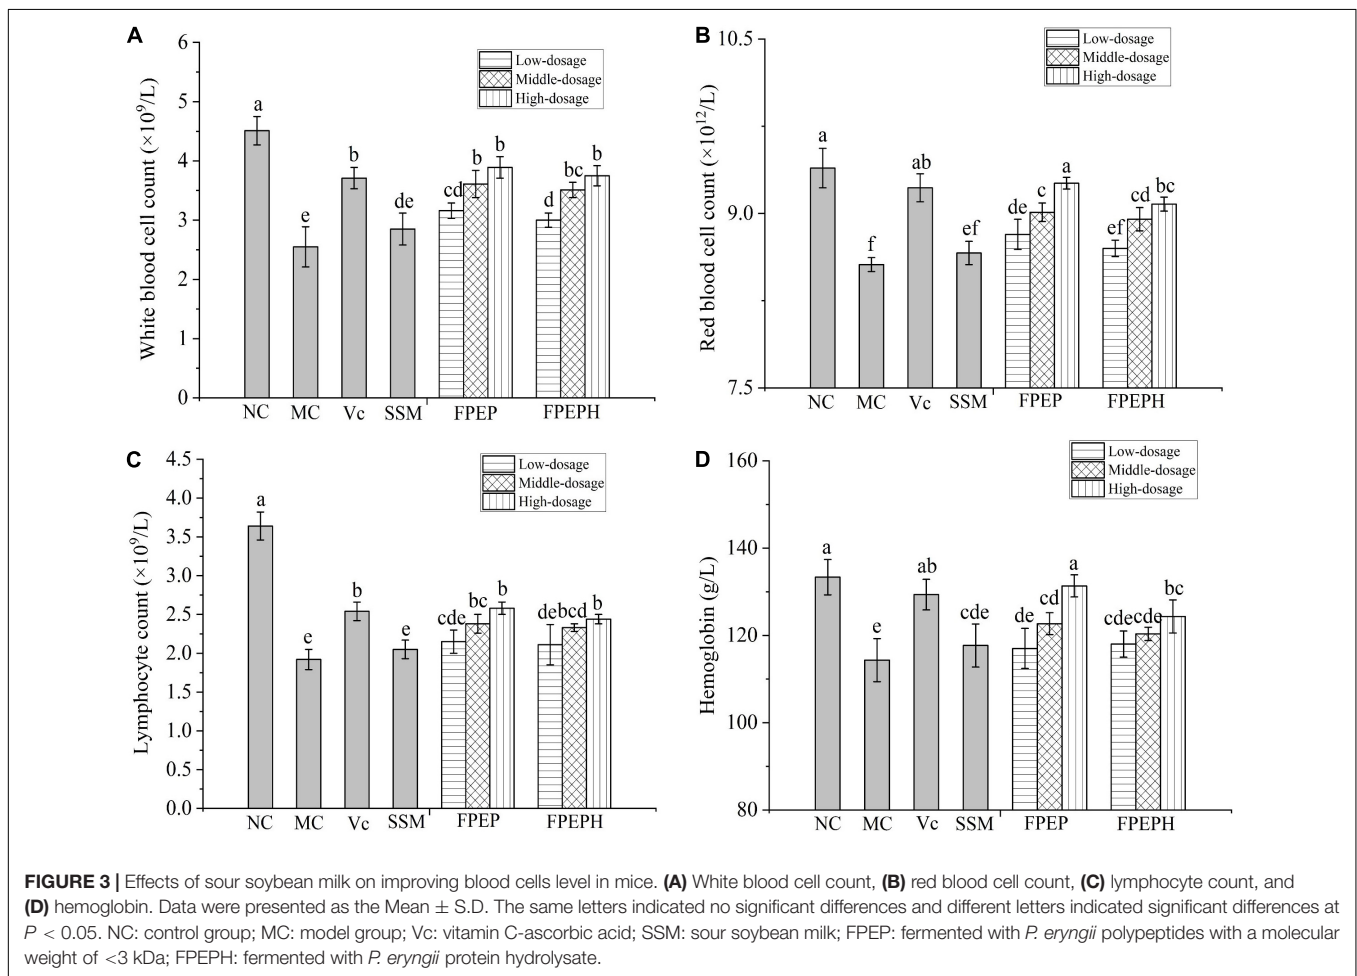 A
White blood cell count (×10⁹/L)
6
5
4
3
2
1
0
Low-dosage
Middle-dosage
High-dosage
a
e
b
de
cd
b
b
d
bc
b
NC MC Vc SSM FPEP FPEPH
B
Red blood cell count (×10¹²/L)
10.5
9.0
7.5
Low-dosage
Middle-dosage
High-dosage
a
f
ab
ef
de
c
a
ef
cd
bc
NC MC Vc SSM FPEP FPEPH
C
Lymphocyte count (×10⁹/L)
4.5
4.0
3.5
3.0
2.5
2.0
1.5
1.0
0.5
0.0
Low-dosage
Middle-dosage
High-dosage
a
e
b
e
cde
bc
b
de
bcd
b
NC MC Vc SSM FPEP FPEPH
D
Hemoglobin (g/L)
160
140
120
100
80
Low-dosage
Middle-dosage
High-dosage
a
e
ab
cde
de
cd
a
cde
cde
bc
NC MC Vc SSM FPEP FPEPH
FIGURE 3 | Effects of sour soybean milk on improving blood cells level in mice. (A) White blood cell count, (B) red blood cell count, (C) lymphocyte count, and
(D) hemoglobin. Data were presented as the Mean ± S.D. The same letters indicated no significant differences and different letters indicated significant differences at
P < 0.05. NC: control group; MC: model group; Vc: vitamin C-ascorbic acid; SSM: sour soybean milk; FPEP: fermented with P. eryngii polypeptides with a molecular
weight of <3 kDa; FPEPH: fermented with P. eryngii protein hydrolysate.